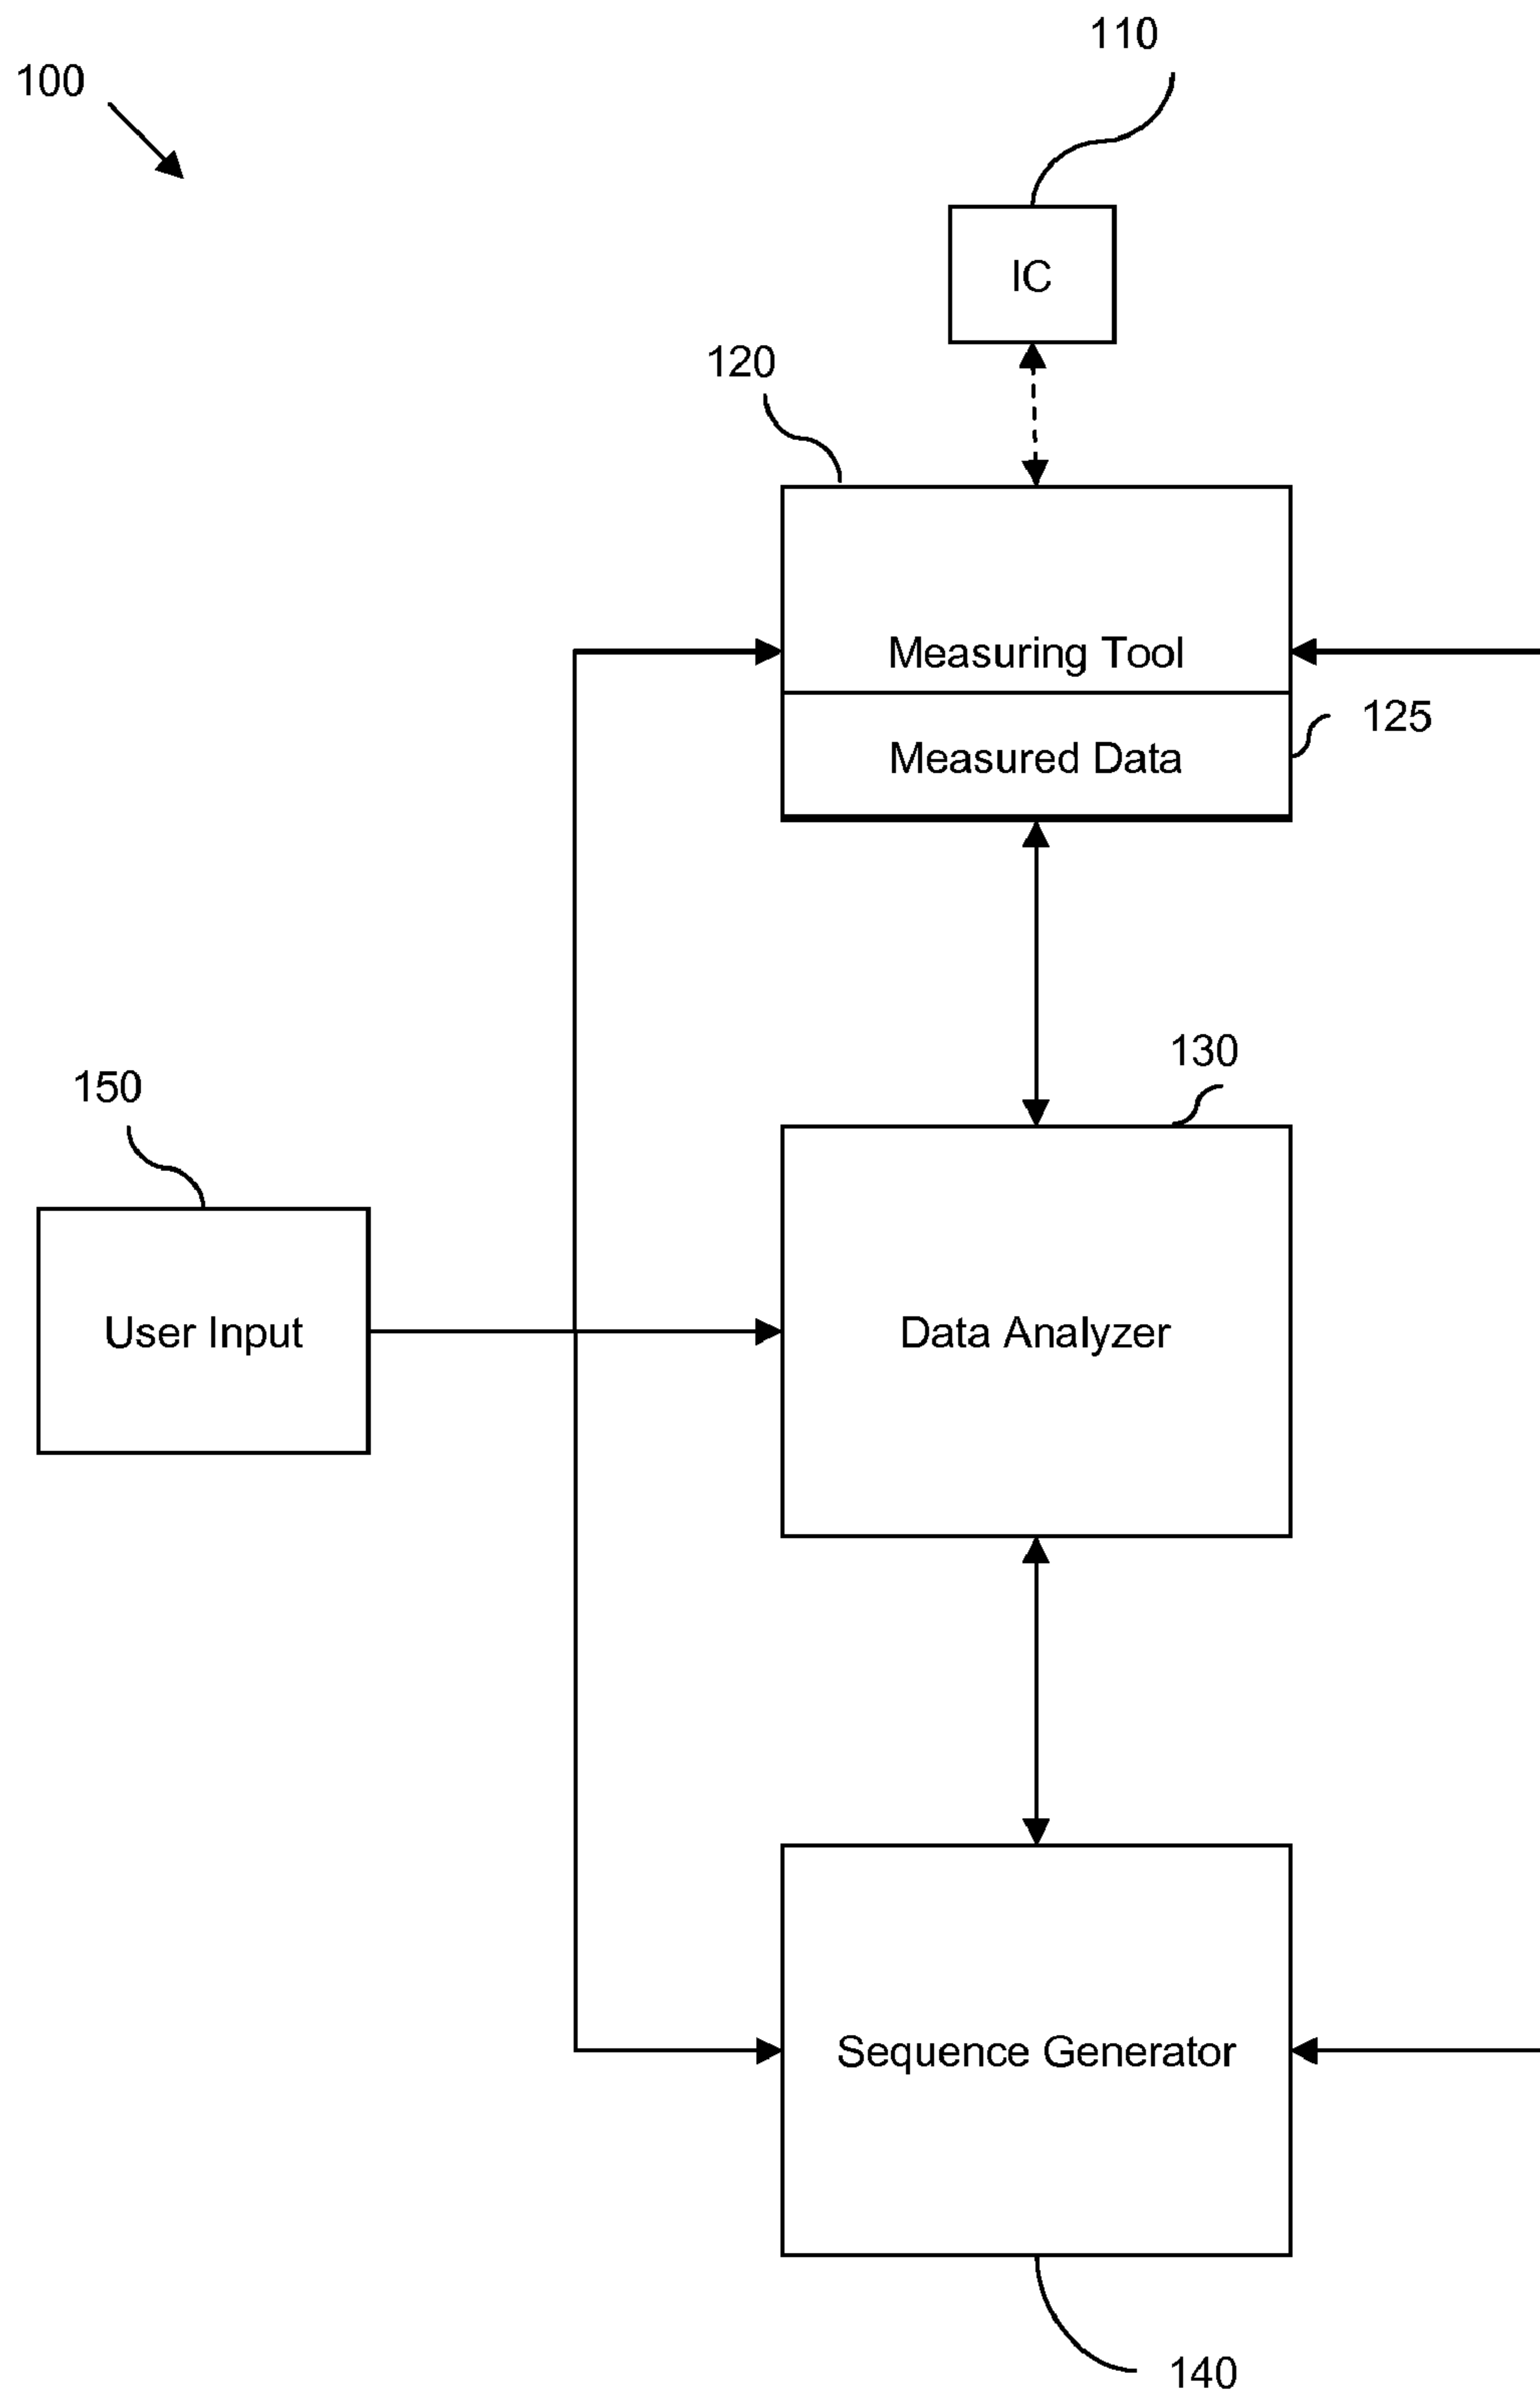 110
100
IC
120
Measuring Tool
125
Measured Data
130
150
User Input
Data Analyzer
Sequence Generator
140